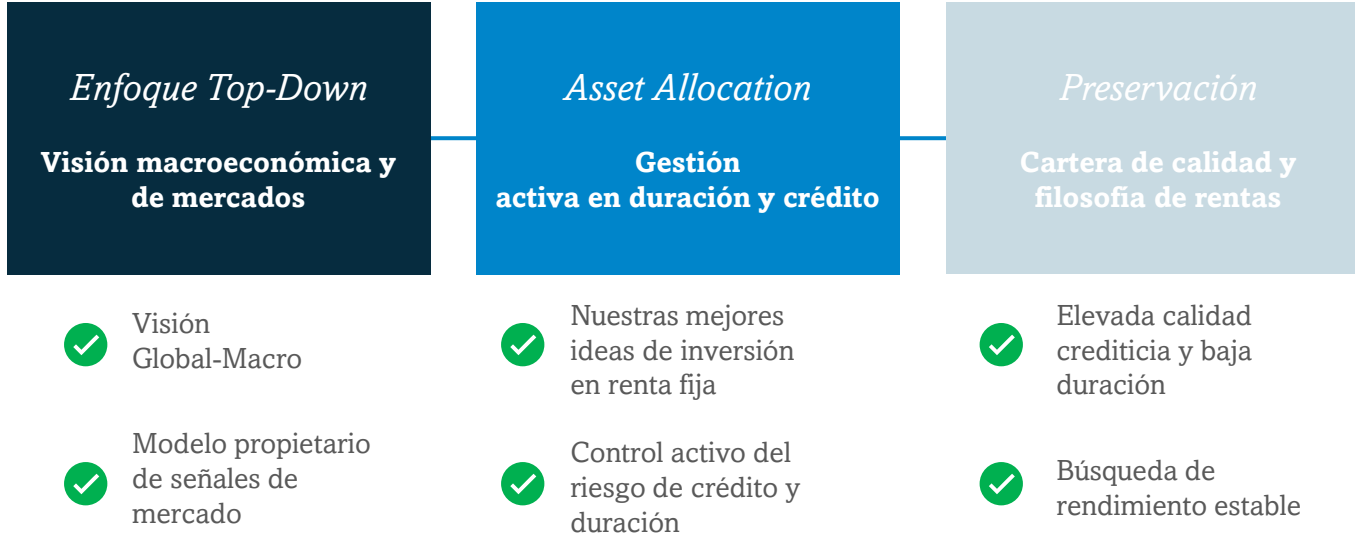 Enfoque Top-Down
Visión macroeconómica y
de mercados
Asset Allocation
Gestión
activa en duración y crédito
Preservación
Cartera de calidad y
filosofia de rentas
Visión
Global-Macro
Modelo propietario
de señales de
mercado
Nuestras mejores
ideas de inversión
en renta fija
Control activo del
riesgo de crédito y
duración
Elevada calidad
crediticia y baja
duración
Búsqueda de
rendimiento estable